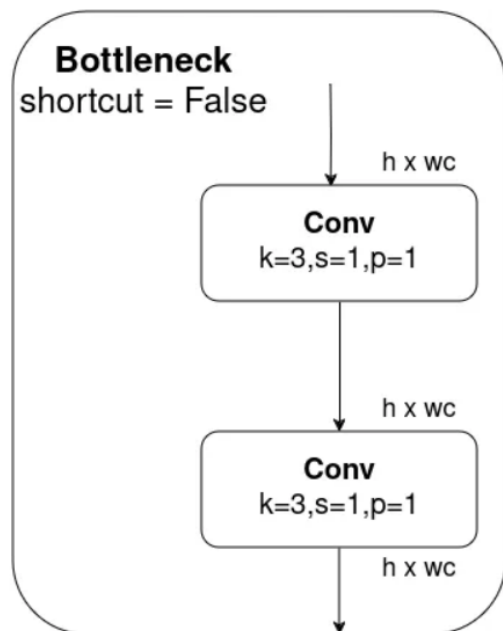 Bottleneck
shortcut = False
h x wc
Conv
k=3,s=1,p=1
h x wc
Conv
k=3,s=1,p=1
h x wc